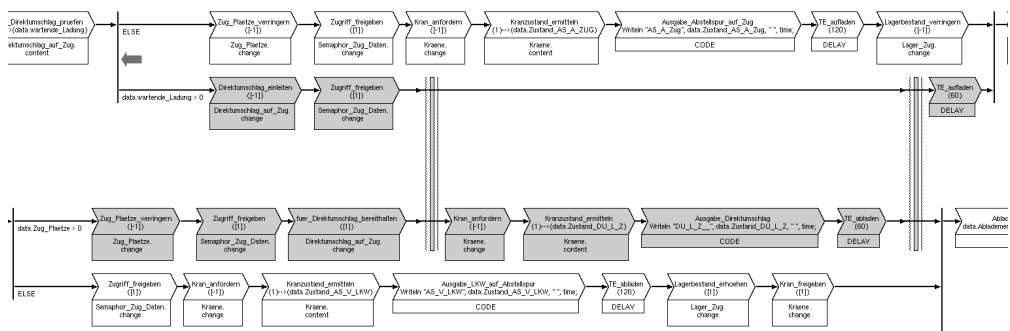 _Direktumschlag_pruefen
>(data.wartende_Ladung)
ektumschlag_auf_Zug.
content
ELSE
Zug_Plaetze_verringern
([-1])
Zug_Plaetze.
change
Zugriff_freigeben
([1])
Semaphor_Zug_Daten.
change
Kran_anfordern
([-1])
Kraene.
change
Kranzustand_ermitteln
(1)-->(data.Zustand_AS_A_ZUG)
Kraene.
content
Ausgabe_Abstellspur_auf_Zug
Writeln "AS_A_Zug", data.Zustand_AS_A_Zug, " ", time;
CODE
TE_aufladen
(120)
DELAY
Lagerbestand_verringern
([-1])
Lager_Zug.
change
data.wartende_Ladung > 0
Direktumschlag_einleiten
([-1])
Direktumschlag_auf_Zug.
change
Zugriff_freigeben
([1])
Semaphor_Zug_Daten.
change
TE_aufladen
(60)
DELAY
data.Zug_Plaetze > 0
Zug_Plaetze_verringern
([-1])
Zug_Plaetze.
change
Zugriff_freigeben
([1])
Semaphor_Zug_Daten.
change
fuer_Direktumschlag_bereithalten
([1])
Direktumschlag_auf_Zug.
change
Kran_anfordern
([-1])
Kraene.
change
Kranzustand_ermitteln
(1)-->(data.Zustand_DU_L_Z)
Kraene.
content
Ausgabe_Direktumschlag
Writeln "DU_L_Z__", data.Zustand_DU_L_Z, " ", time;
CODE
TE_abladen
(60)
DELAY
Ablad
data.Ablademen
ELSE
Zugriff_freigeben
([1])
Semaphor_Zug_Daten.
change
Kran_anfordern
([-1])
Kraene.
change
Kranzustand_ermitteln
(1)-->(data.Zustand_AS_V_LKW)
Kraene.
content
Ausgabe_LKW_auf_Abstellspur
Writeln "AS_V_LKW", data.Zustand_AS_V_LKW, " ", time;
CODE
TE_abladen
(120)
DELAY
Lagerbestand_erhoehen
([1])
Lager_Zug.
change
Kran_freigeben
([1])
Kraene.
change